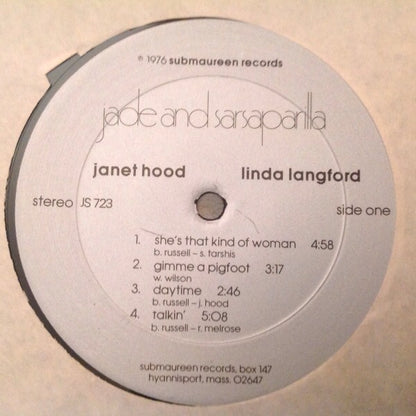 ℗ 1976 submaureen records
jade and sarsaparilla
janet hood linda langford
stereo JS 723 side one
1. she's that kind of woman 4:58
b. russell – s. tarshis
2. gimme a pigfoot 3:17
w. wilson
3. daytime 2:46
b. russell – j. hood
4. talkin' 5:08
b. russell – r. melrose
submaureen records, box 147
hyannisport, mass. 02647